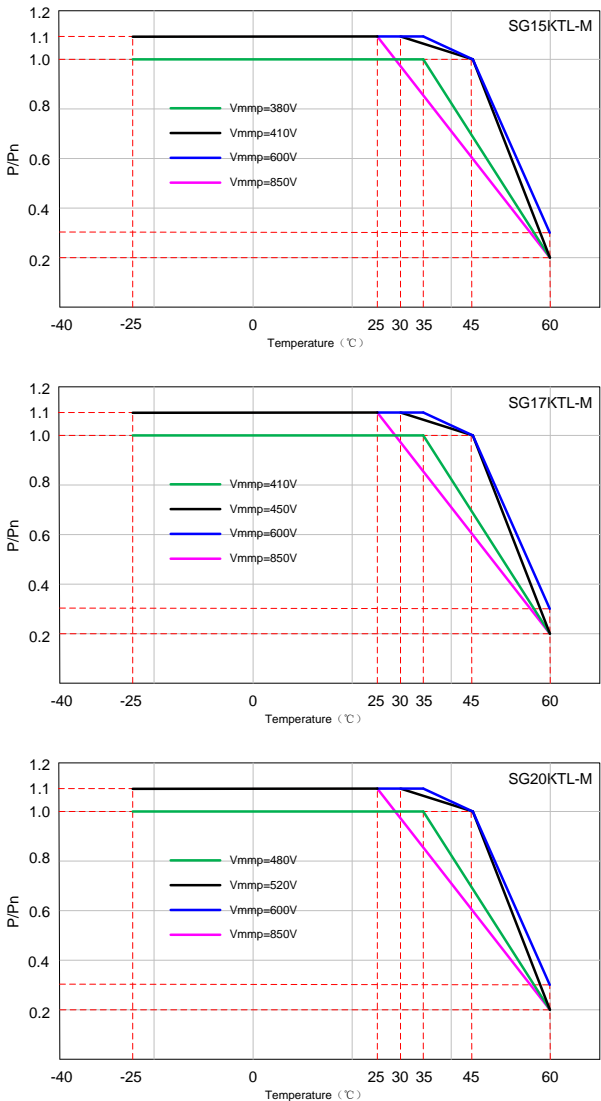 1.2
SG15KTL-M
1.1
1.0
0.8
Vmmp=380V
Vmmp=410V
P/Pn
0.6
Vmmp=600V
Vmmp=850V
0.4
0.2
-40 -25 0 25 30 35 45 60
Temperature（℃）
1.2
SG17KTL-M
1.1
1.0
0.8
Vmmp=410V
Vmmp=450V
P/Pn
0.6
Vmmp=600V
Vmmp=850V
0.4
0.2
-40 -25 0 25 30 35 45 60
Temperature（℃）
1.2
SG20KTL-M
1.1
1.0
0.8
Vmmp=480V
Vmmp=520V
P/Pn
0.6
Vmmp=600V
Vmmp=850V
0.4
0.2
-40 -25 0 25 30 35 45 60
Temperature（℃）